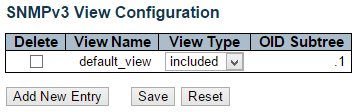 SNMPv3 View Configuration
Delete View Name View Type OID Subtree
default_view included .1
Add New Entry Save Reset